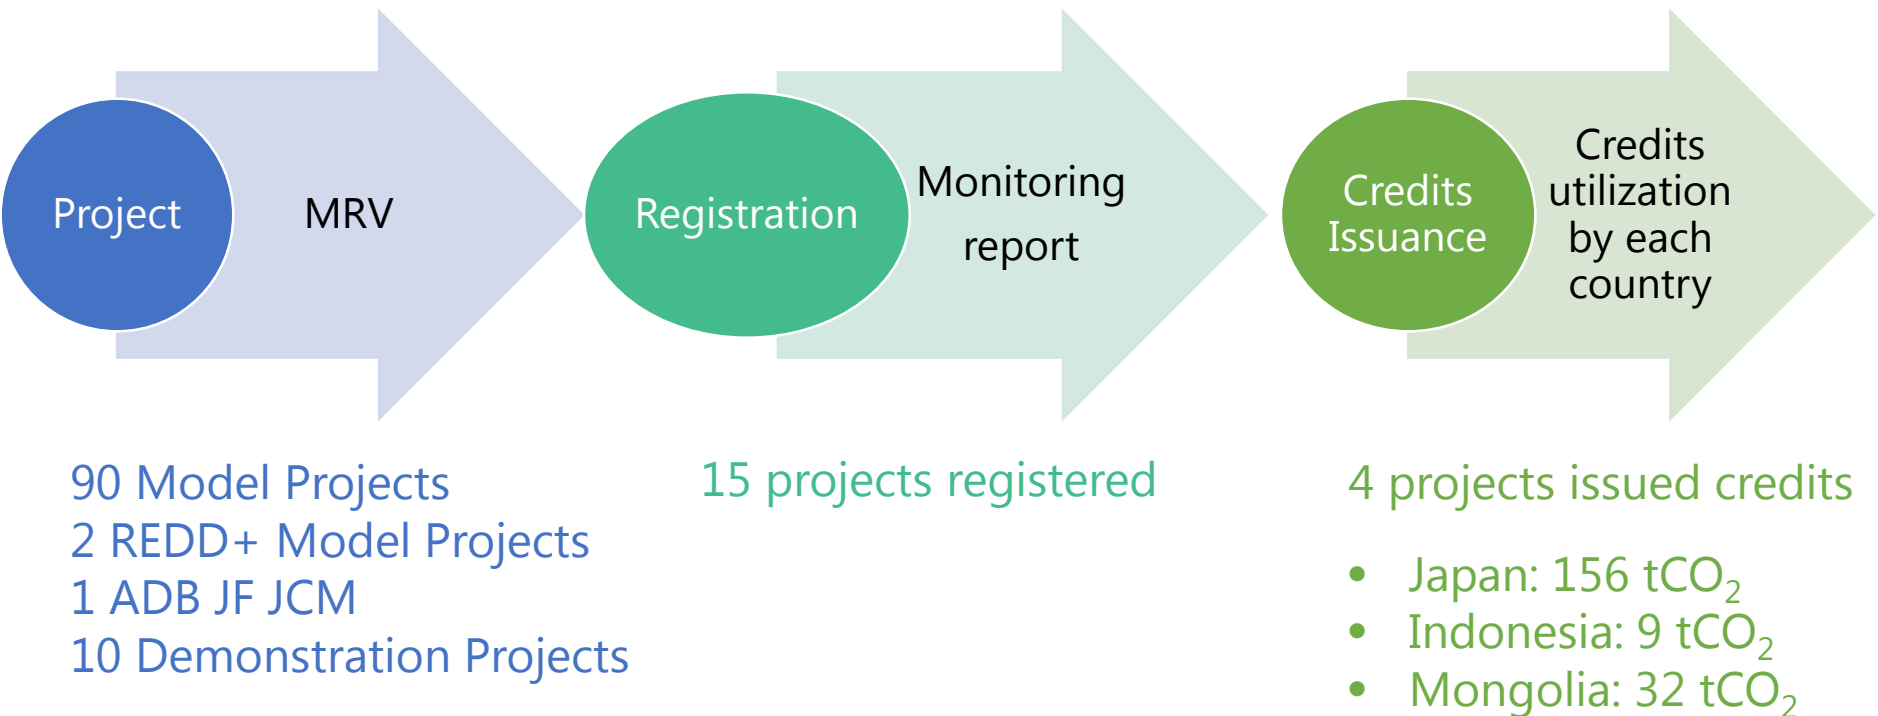 Project
MRV
Registration
Monitoring
report
Credits
Issuance
Credits
utilization
by each
country
90 Model Projects
2 REDD+ Model Projects
1 ADB JF JCM
10 Demonstration Projects
15 projects registered
4 projects issued credits
• Japan: 156 tCO₂
• Indonesia: 9 tCO₂
• Mongolia: 32 tCO₂